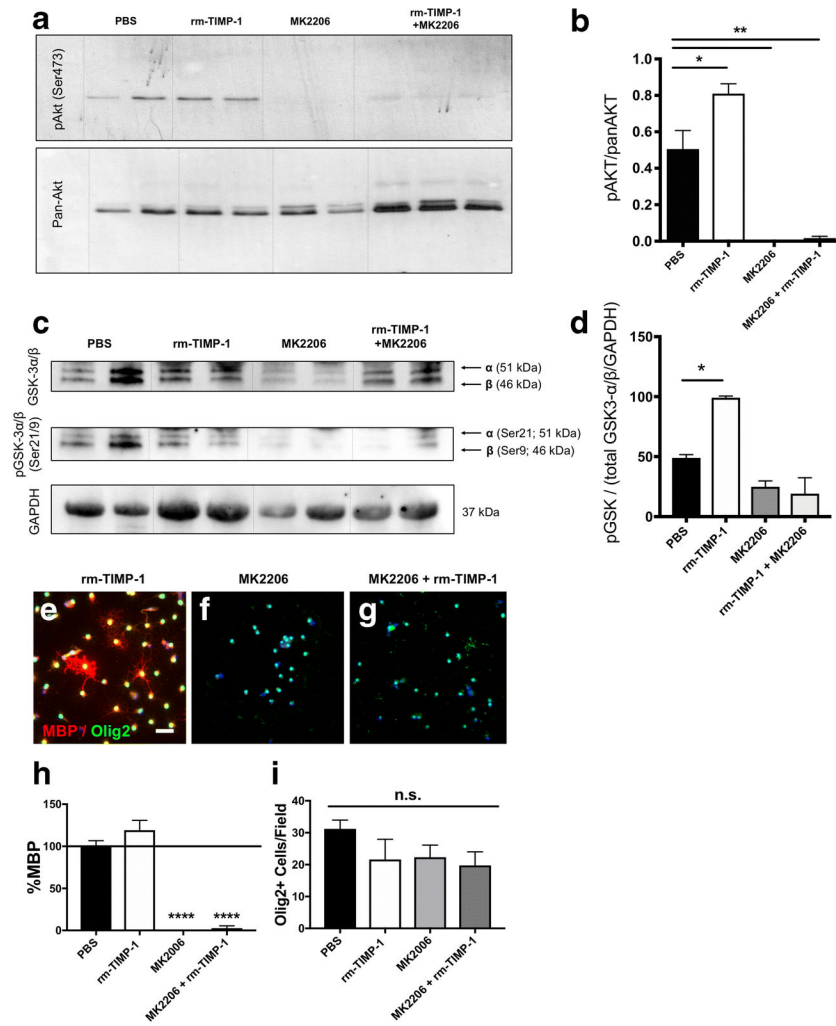 a
PBS
rm-TIMP-1
MK2206
rm-TIMP-1
+MK2206
pAkt (Ser473)
Pan-Akt
b
**
*
pAKT/panAKT
1.0
0.8
0.6
0.4
0.2
0.0
PBS
rm-TIMP-1
MK2206
MK2206 + rm-TIMP-1
c
PBS
rm-TIMP-1
MK2206
rm-TIMP-1
+MK2206
GSK-3α/β
α (51 kDa)
β (46 kDa)
pGSK-3α/β
(Ser21/9)
α (Ser21; 51 kDa)
β (Ser9; 46 kDa)
GAPDH
37 kDa
d
*
pGSK / (total GSK3-α/β/GAPDH)
150
100
50
0
PBS
rm-TIMP-1
MK2206
rm-TIMP-1 + MK2206
rm-TIMP-1
MK2206
MK2206 + rm-TIMP-1
e
f
g
MBP / Olig2
h
%MBP
150
100
50
0
**** ****
PBS
rm-TIMP-1
MK2006
MK2206 + rm-TIMP-1
i
n.s.
Olig2+ Cells/Field
40
30
20
10
0
PBS
rm-TIMP-1
MK2206
MK2206 + rm-TIMP-1